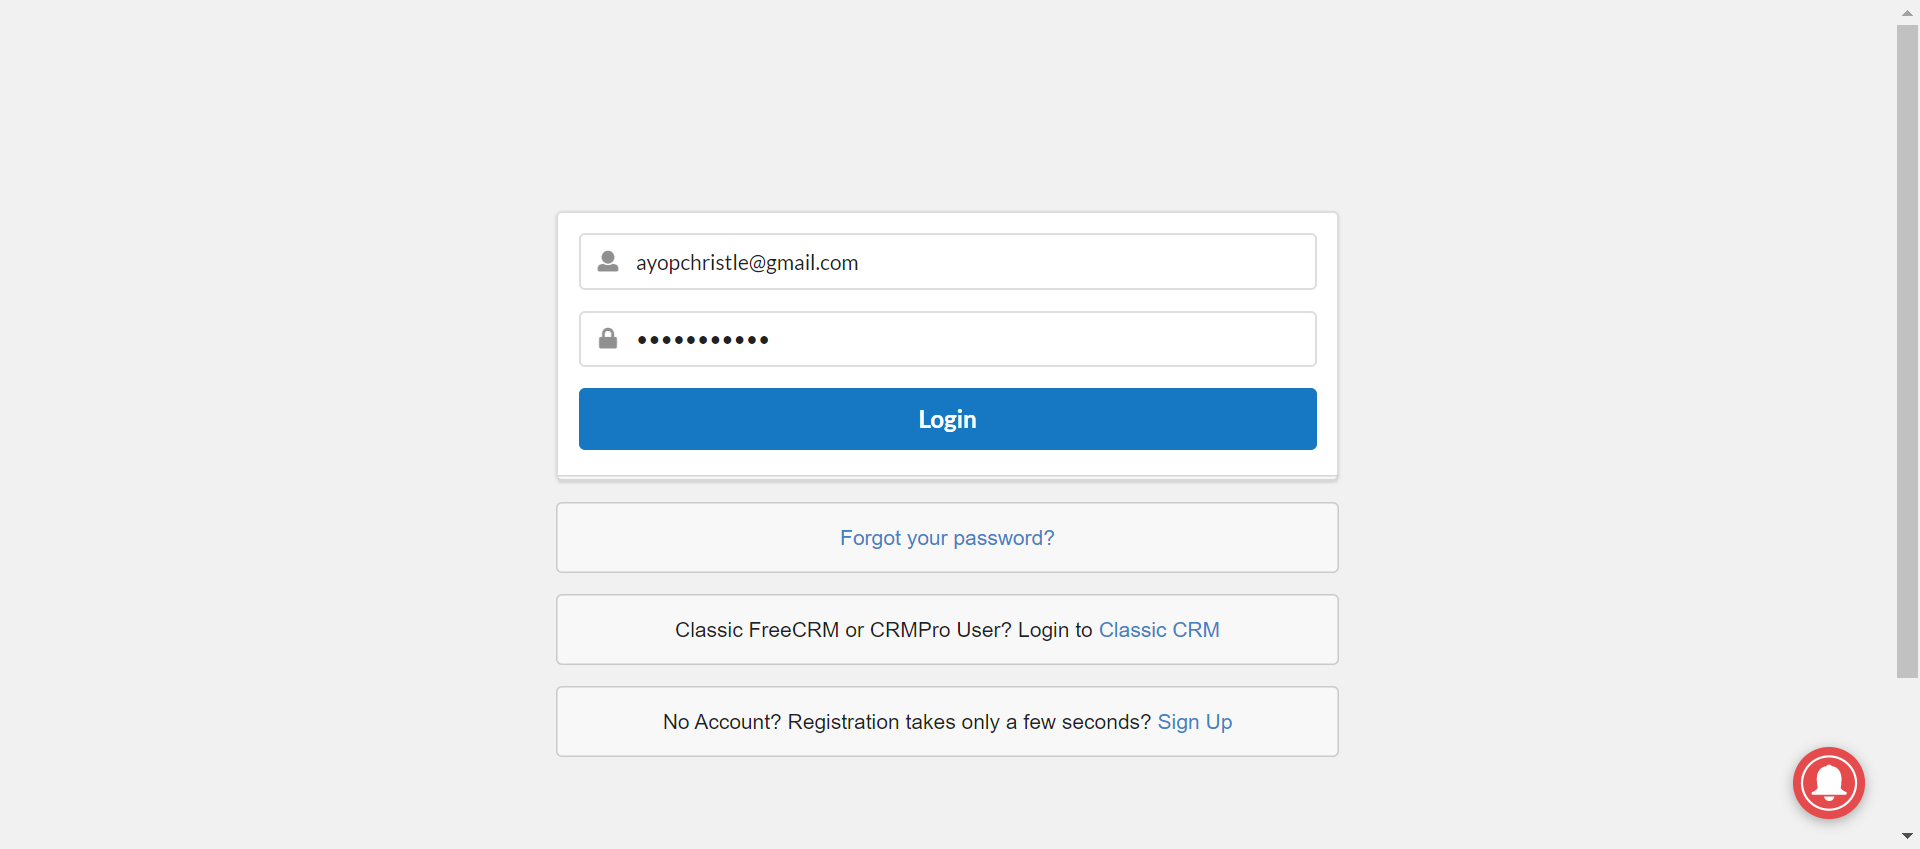 ayopchristle@gmail.com
•••••••••••
Login
Forgot your password?
Classic FreeCRM or CRMPro User? Login to Classic CRM
No Account? Registration takes only a few seconds? Sign Up